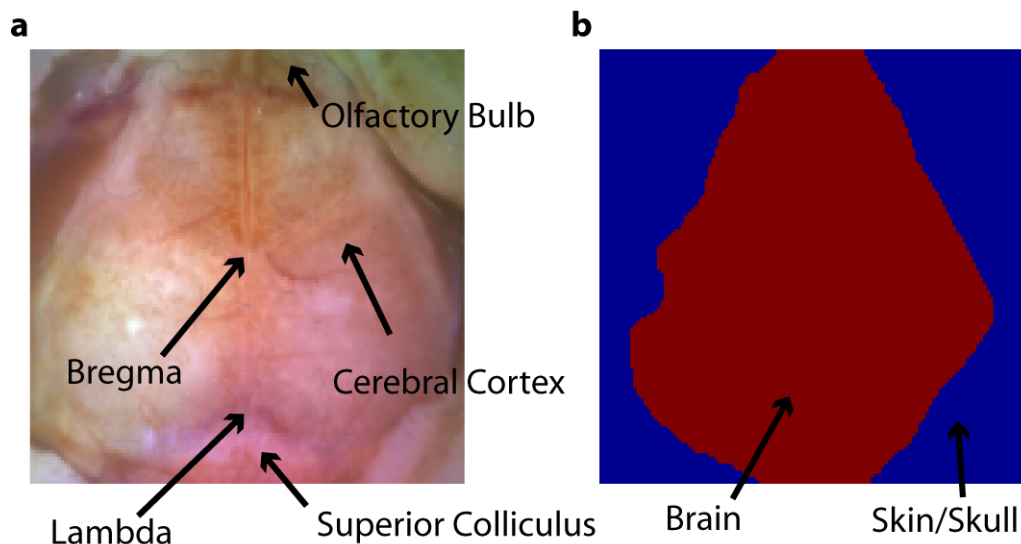 a
b
Olfactory Bulb
Bregma
Cerebral Cortex
Lambda
Superior Colliculus
Brain
Skin/Skull